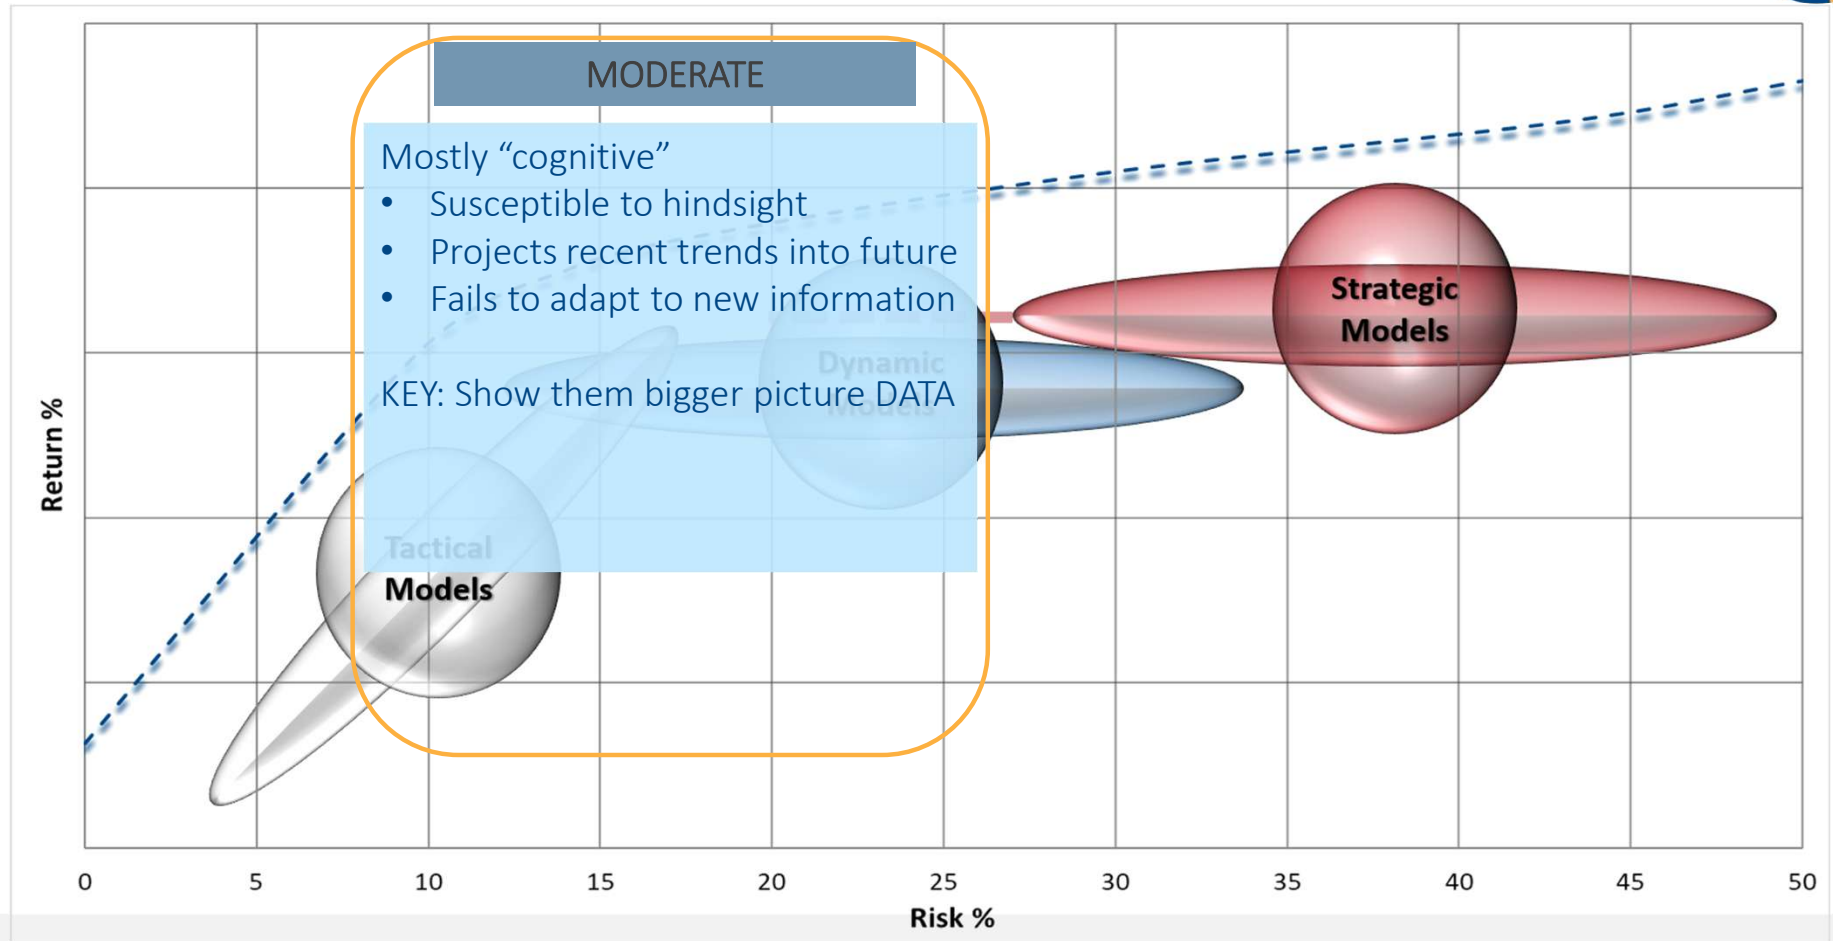 MODERATE
Mostly “cognitive”
• Susceptible to hindsight
• Projects recent trends into future
• Fails to adapt to new information
KEY: Show them bigger picture DATA
Dynamic
Models
Strategic
Models
Tactical
Models
Return %
0 5 10 15 20 25 30 35 40 45 50
Risk %